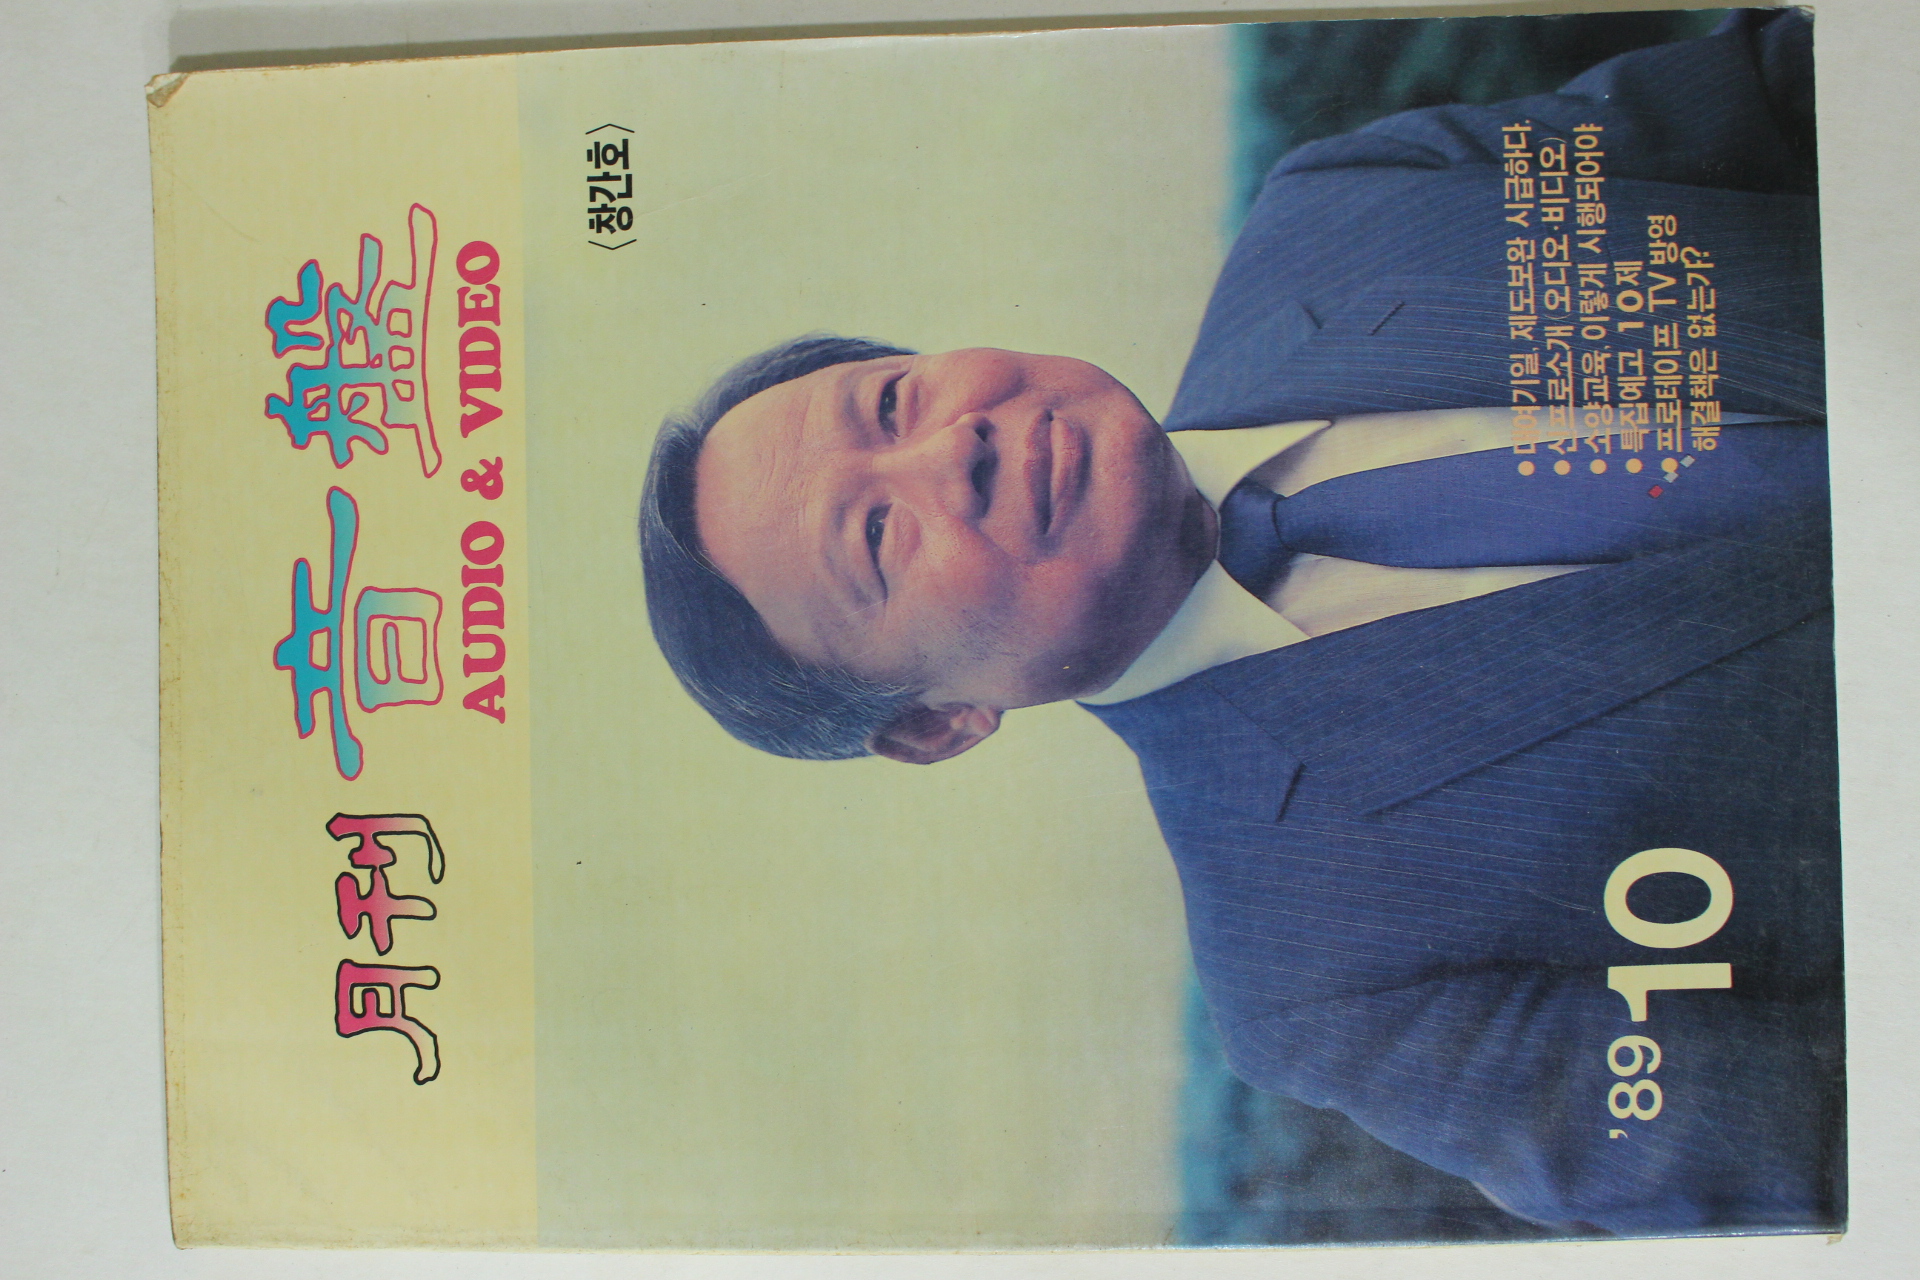 月刊 音盤
AUDIO & VIDEO
〈창간호〉
● 대여기일, 제도보완 시급하다.
● 신프로소개(오디오·비디오)
● 소양교육, 이렇게 시행되어야
● 특집예고 10제
● 프로테이프 TV 방영
해결책은 없는가?
'89 10